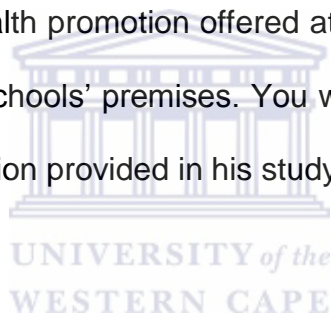 alth promotion offered at
chools’ premises. You w
ion provided in his study
UNIVERSITY of the
WESTERN CAPE